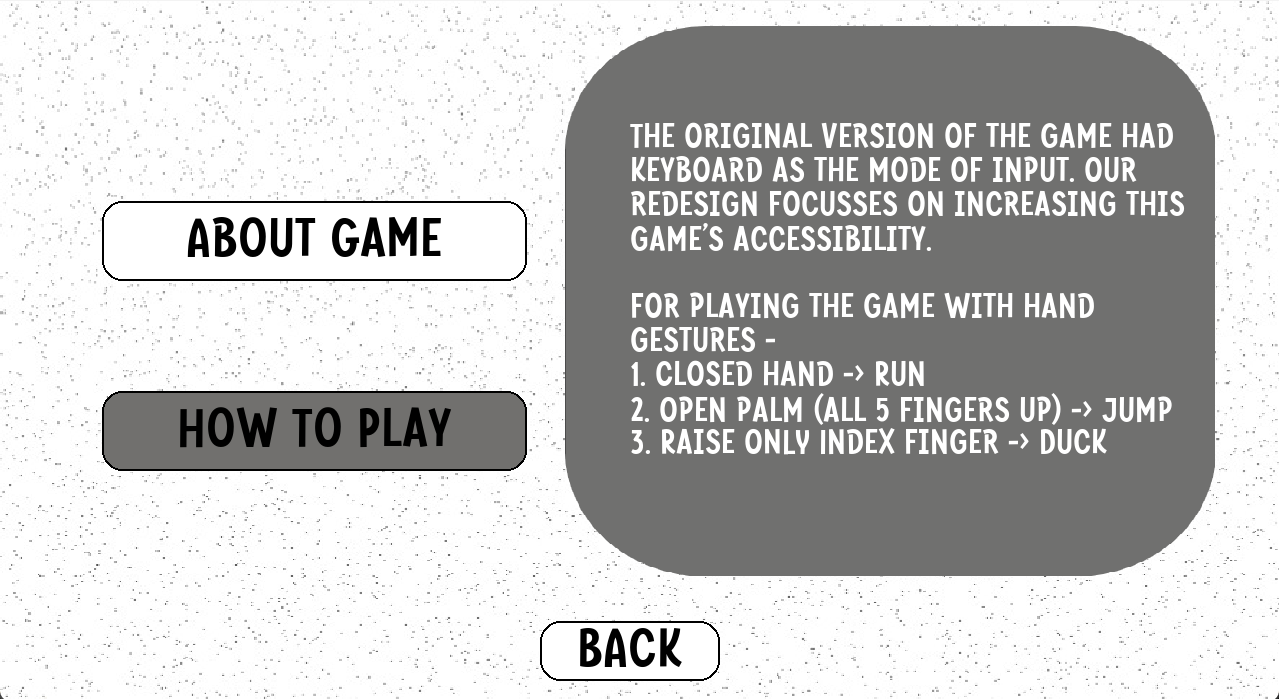 ABOUT GAME
HOW TO PLAY
THE ORIGINAL VERSION OF THE GAME HAD
KEYBOARD AS THE MODE OF INPUT. OUR
REDESIGN FOCUSSES ON INCREASING THIS
GAME'S ACCESSIBILITY.
FOR PLAYING THE GAME WITH HAND
GESTURES -
1. CLOSED HAND -> RUN
2. OPEN PALM (ALL 5 FINGERS UP) -> JUMP
3. RAISE ONLY INDEX FINGER -> DUCK
BACK